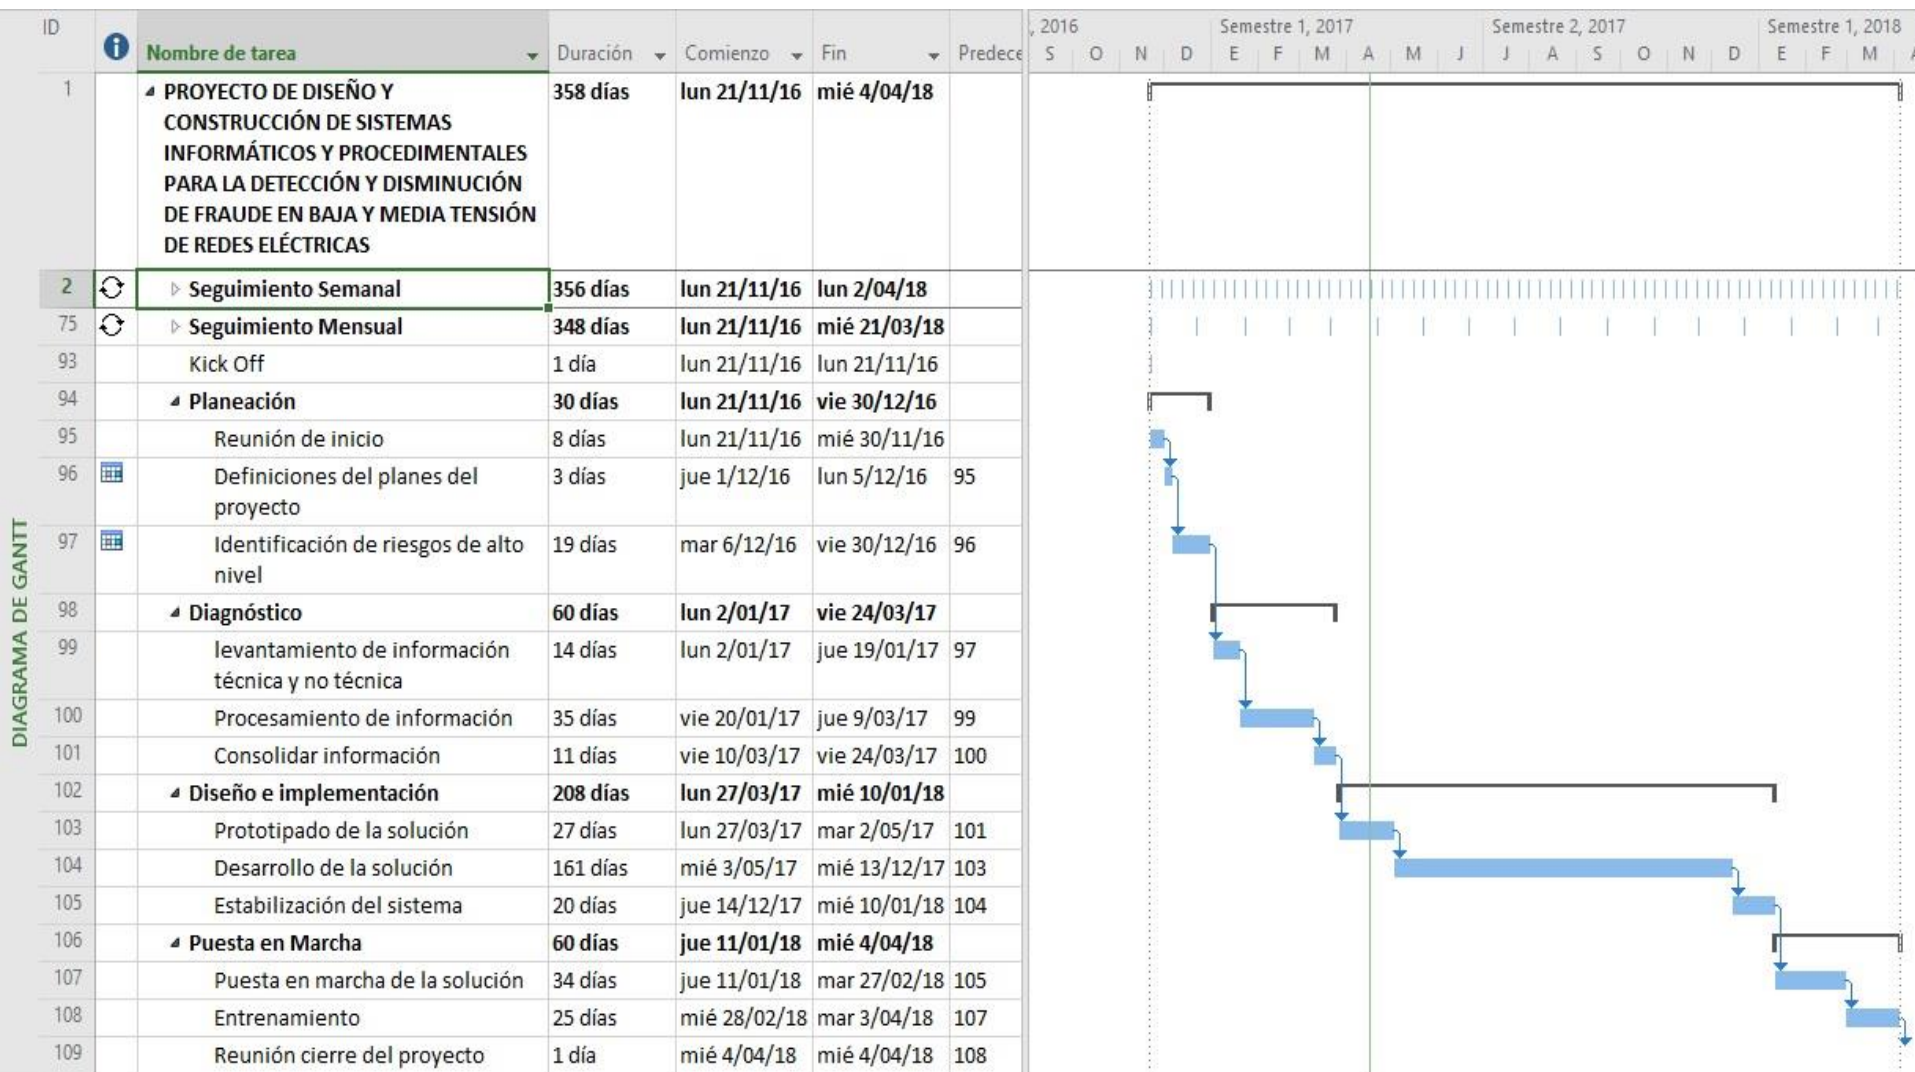 ID Nombre de tarea Duración Comienzo Fin Predece
, 2016 Semestre 1, 2017 Semestre 2, 2017 Semestre 1, 2018
S O N D E F M A M J J A S O N D E F M A
1 PROYECTO DE DISEÑO Y 358 días lun 21/11/16 mié 4/04/18
CONSTRUCCIÓN DE SISTEMAS
INFORMÁTICOS Y PROCEDIMENTALES
PARA LA DETECCIÓN Y DISMINUCIÓN
DE FRAUDE EN BAJA Y MEDIA TENSIÓN
DE REDES ELÉCTRICAS
2 Seguimiento Semanal 356 días lun 21/11/16 lun 2/04/18
75 Seguimiento Mensual 348 días lun 21/11/16 mié 21/03/18
93 Kick Off 1 día lun 21/11/16 lun 21/11/16
94 Planeación 30 días lun 21/11/16 vie 30/12/16
95 Reunión de inicio 8 días lun 21/11/16 mié 30/11/16
96 Definiciones del planes del 3 días jue 1/12/16 lun 5/12/16 95
proyecto
97 Identificación de riesgos de alto 19 días mar 6/12/16 vie 30/12/16 96
nivel
98 Diagnóstico 60 días lun 2/01/17 vie 24/03/17
99 levantamiento de información 14 días lun 2/01/17 jue 19/01/17 97
técnica y no técnica
100 Procesamiento de información 35 días vie 20/01/17 jue 9/03/17 99
101 Consolidar información 11 días vie 10/03/17 vie 24/03/17 100
102 Diseño e implementación 208 días lun 27/03/17 mié 10/01/18
103 Prototipado de la solución 27 días lun 27/03/17 mar 2/05/17 101
104 Desarrollo de la solución 161 días mié 3/05/17 mié 13/12/17 103
105 Estabilización del sistema 20 días jue 14/12/17 mié 10/01/18 104
106 Puesta en Marcha 60 días jue 11/01/18 mié 4/04/18
107 Puesta en marcha de la solución 34 días jue 11/01/18 mar 27/02/18 105
108 Entrenamiento 25 días mié 28/02/18 mar 3/04/18 107
109 Reunión cierre del proyecto 1 día mié 4/04/18 mié 4/04/18 108
DIAGRAMA DE GANTT